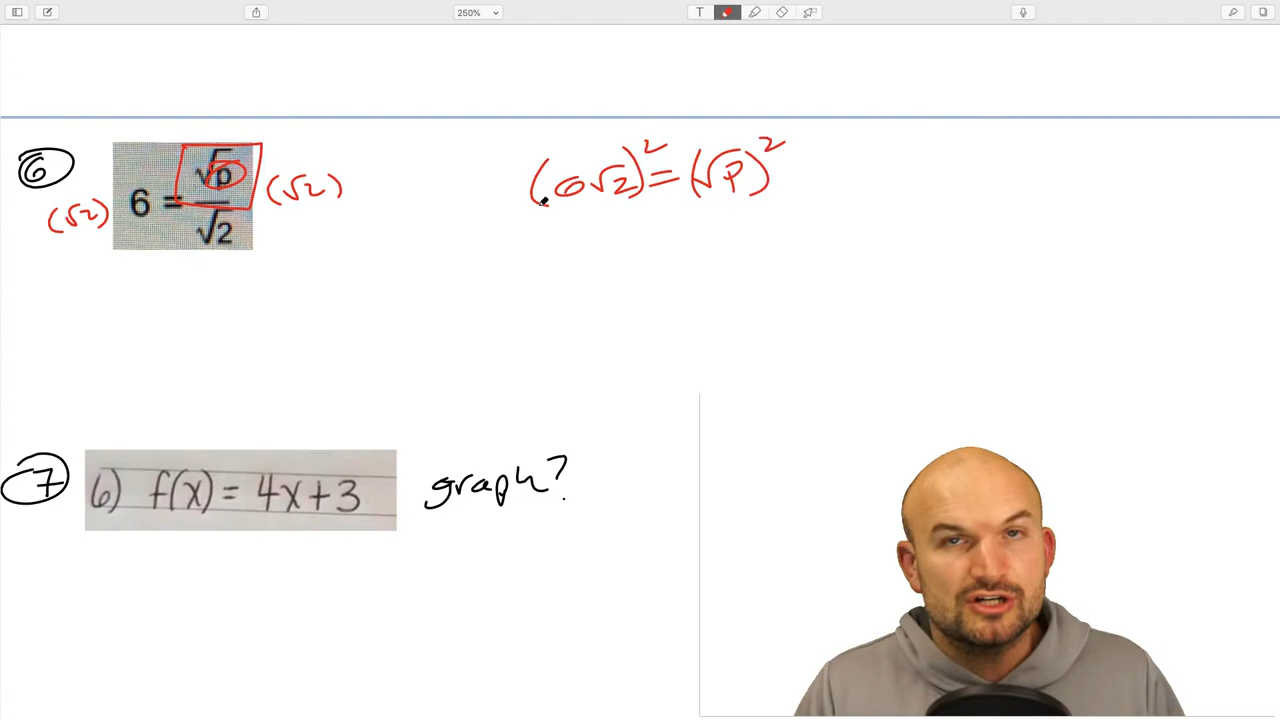 250%
6
(√2) 6 = √p / √2 (√2)
(6√2)² = (√p)²
7
6) f(x) = 4x+3 graph?